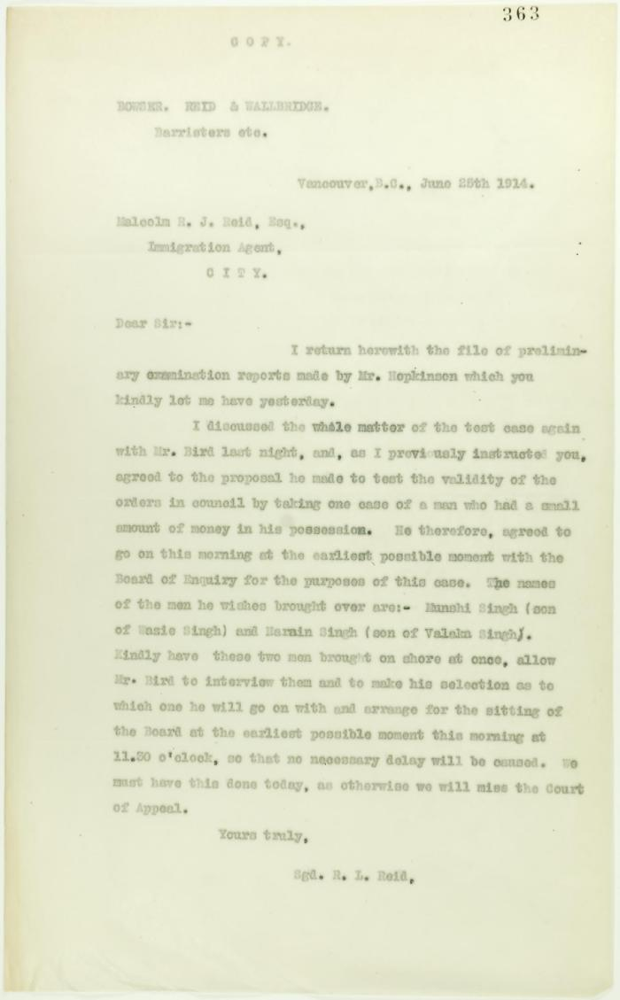 363
C O P Y.
BOWSER. REID & WALLBRIDGE.
Barristers etc.
Vancouver,B.C., June 25th 1914.
Malcolm R. J. Reid, Esq.,
Immigration Agent,
C I T Y.
Dear Sir:-
I return herewith the file of prelimin-
ary examination reports made by Mr. Hopkinson which you
kindly let me have yesterday.
I discussed the whole matter of the test case again
with Mr. Bird last night, and, as I previously instructed you,
agreed to the proposal he made to test the validity of the
orders in council by taking one case of a man who had a small
amount of money in his possession. He therefore, agreed to
go on this morning at the earliest possible moment with the
Board of Enquiry for the purposes of this case. The names
of the men he wishes brought over are:- Munshi Singh (son
of Wasie Singh) and Harnin Singh (son of Valakn Singh).
Kindly have these two men brought on shore at once, allow
Mr. Bird to interview them and to make his selection as to
which one he will go on with and arrange for the sitting of
the Board at the earliest possible moment this morning at
11.30 o'clock, so that no necessary delay will be caused. We
must have this done today, as otherwise we will miss the Court
of Appeal.
Yours truly,
Sgd. R. L. Reid,